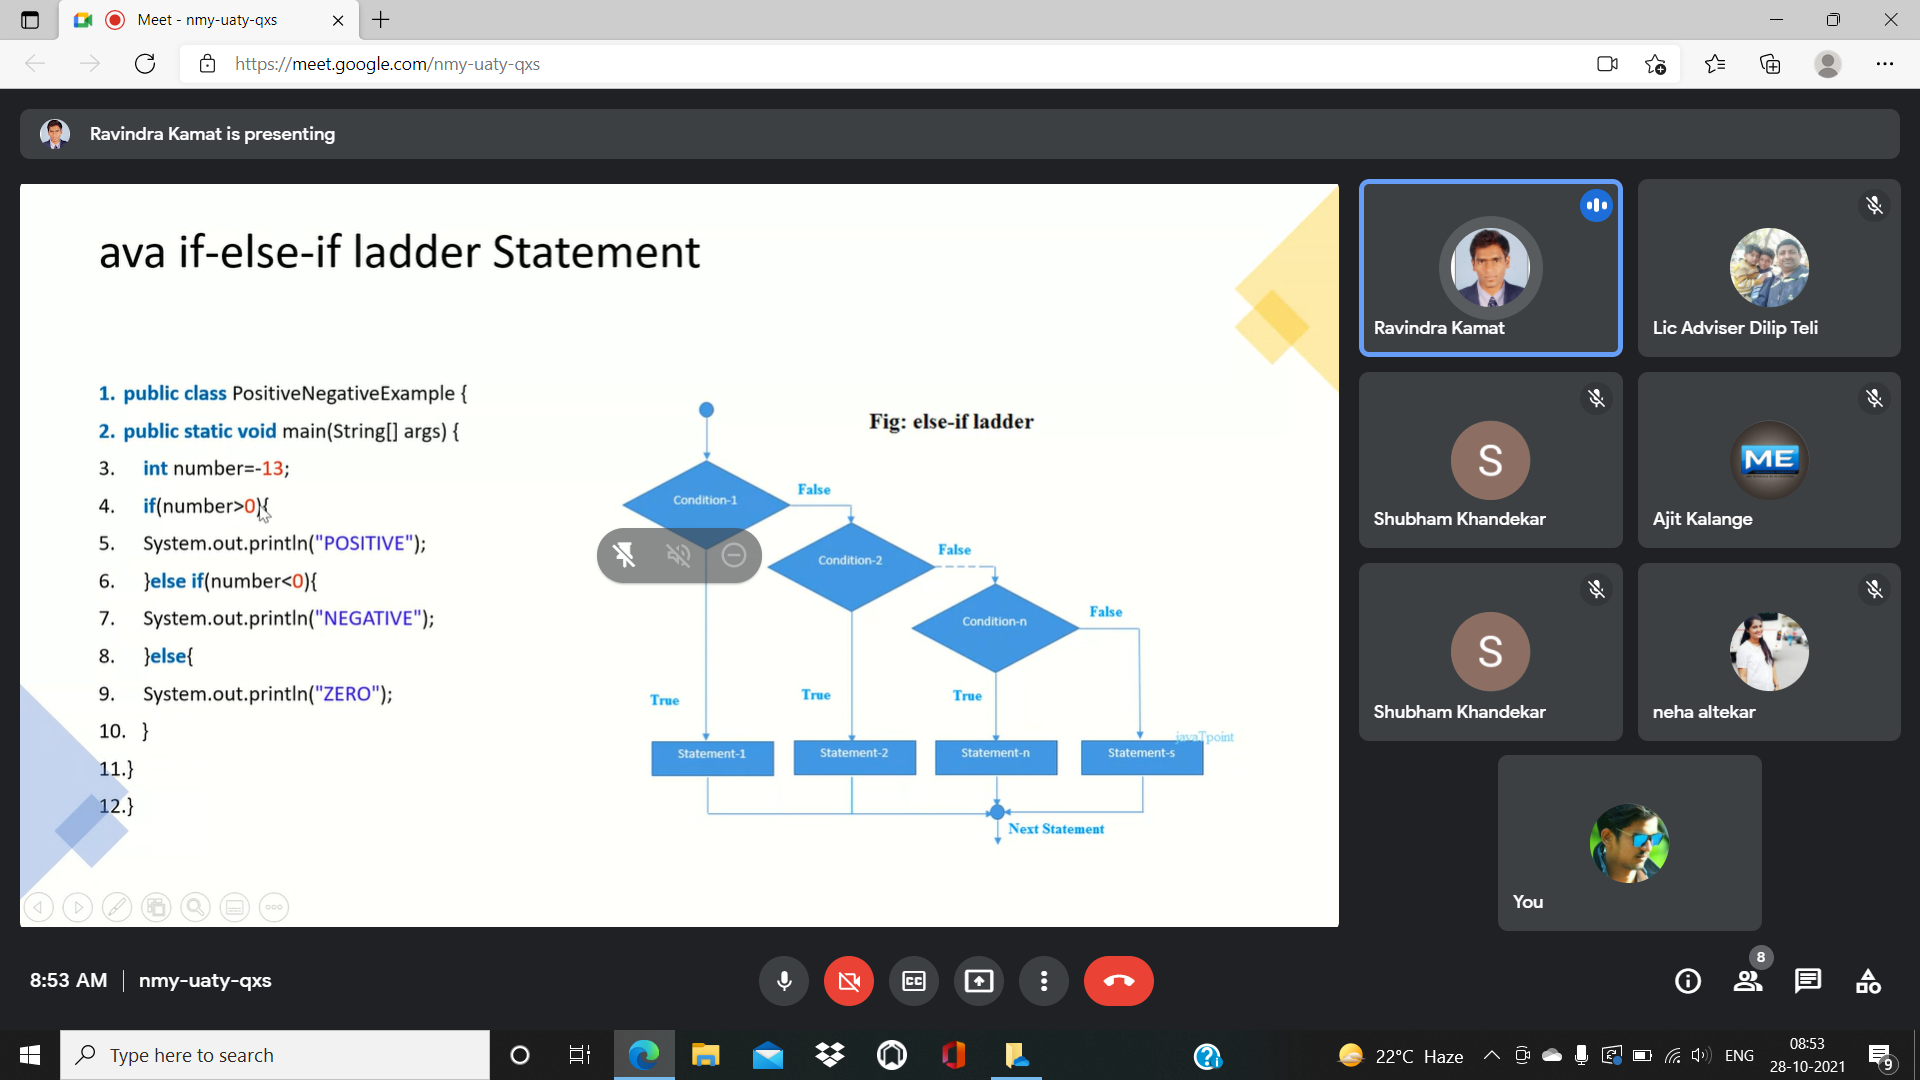 Meet - nmy-uaty-qxs
https://meet.google.com/nmy-uaty-qxs
Ravindra Kamat is presenting
ava if-else-if ladder Statement
1. public class PositiveNegativeExample {
2. public static void main(String[] args) {
3. int number=-13;
4. if(number>0){
5. System.out.println("POSITIVE");
6. }else if(number<0){
7. System.out.println("NEGATIVE");
8. }else{
9. System.out.println("ZERO");
10. }
11.}
12.}
Fig: else-if ladder
Condition-1
False
Condition-2
False
Condition-n
False
True
True
True
javaTpoint
Statement-1
Statement-2
Statement-n
Statement-s
Next Statement
Ravindra Kamat
Lic Adviser Dilip Teli
S
Shubham Khandekar
ME
Ajit Kalange
S
Shubham Khandekar
neha altekar
You
8:53 AM
nmy-uaty-qxs
CC
8
Type here to search
22°C Haze
ENG
08:53
28-10-2021
9